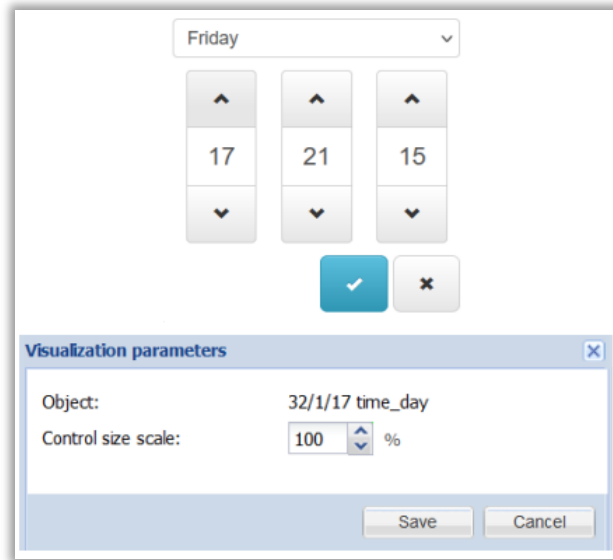 Friday
17 21 15
Visualization parameters
Object: 32/1/17 time_day
Control size scale: 100 %
Save Cancel